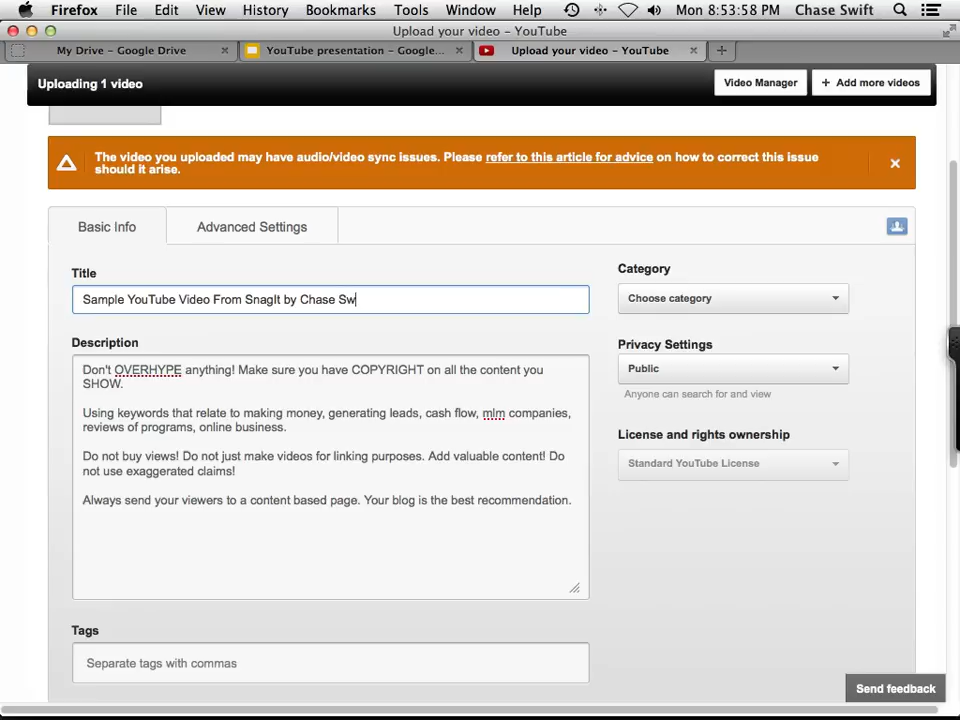 Firefox File Edit View History Bookmarks Tools Window Help Mon 8:53:58 PM Chase Swift
Upload your video - YouTube
My Drive - Google Drive × YouTube presentation - Google... × Upload your video - YouTube × +
Uploading 1 video Video Manager + Add more videos
The video you uploaded may have audio/video sync issues. Please refer to this article for advice on how to correct this issue
should it arise.
Basic Info Advanced Settings
Title
Sample YouTube Video From SnagIt by Chase Sw
Description
Don't OVERHYPE anything! Make sure you have COPYRIGHT on all the content you
SHOW.
Using keywords that relate to making money, generating leads, cash flow, mlm companies,
reviews of programs, online business.
Do not buy views! Do not just make videos for linking purposes. Add valuable content! Do
not use exaggerated claims!
Always send your viewers to a content based page. Your blog is the best recommendation.
Tags
Separate tags with commas
Category
Choose category
Privacy Settings
Public
Anyone can search for and view
License and rights ownership
Standard YouTube License
Send feedback